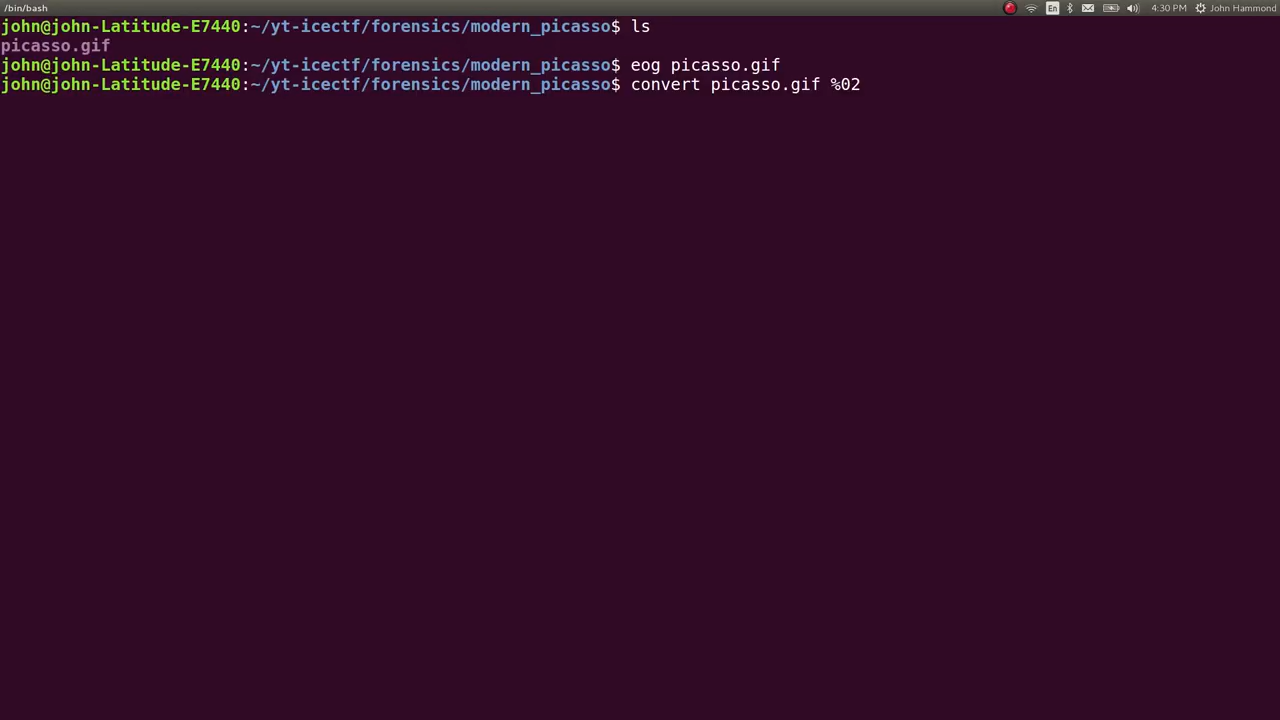 /bin/bash
En
4:30 PM
John Hammond
john@john-Latitude-E7440:~/yt-icectf/forensics/modern_picasso$ ls
picasso.gif
john@john-Latitude-E7440:~/yt-icectf/forensics/modern_picasso$ eog picasso.gif
john@john-Latitude-E7440:~/yt-icectf/forensics/modern_picasso$ convert picasso.gif %02